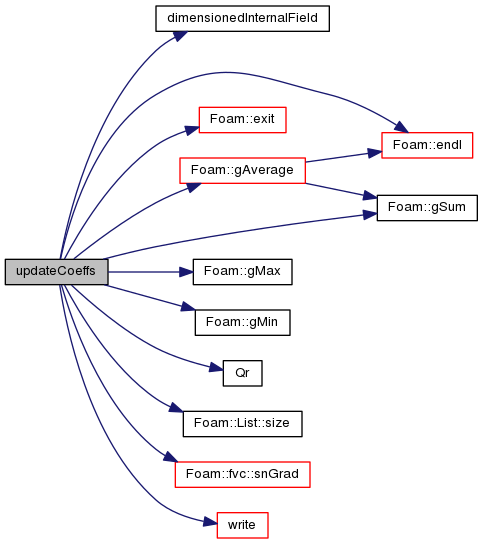 dimensionedInternalField
Foam::exit
Foam::endl
Foam::gAverage
Foam::gSum
updateCoeffs
Foam::gMax
Foam::gMin
Qr
Foam::List::size
Foam::fvc::snGrad
write